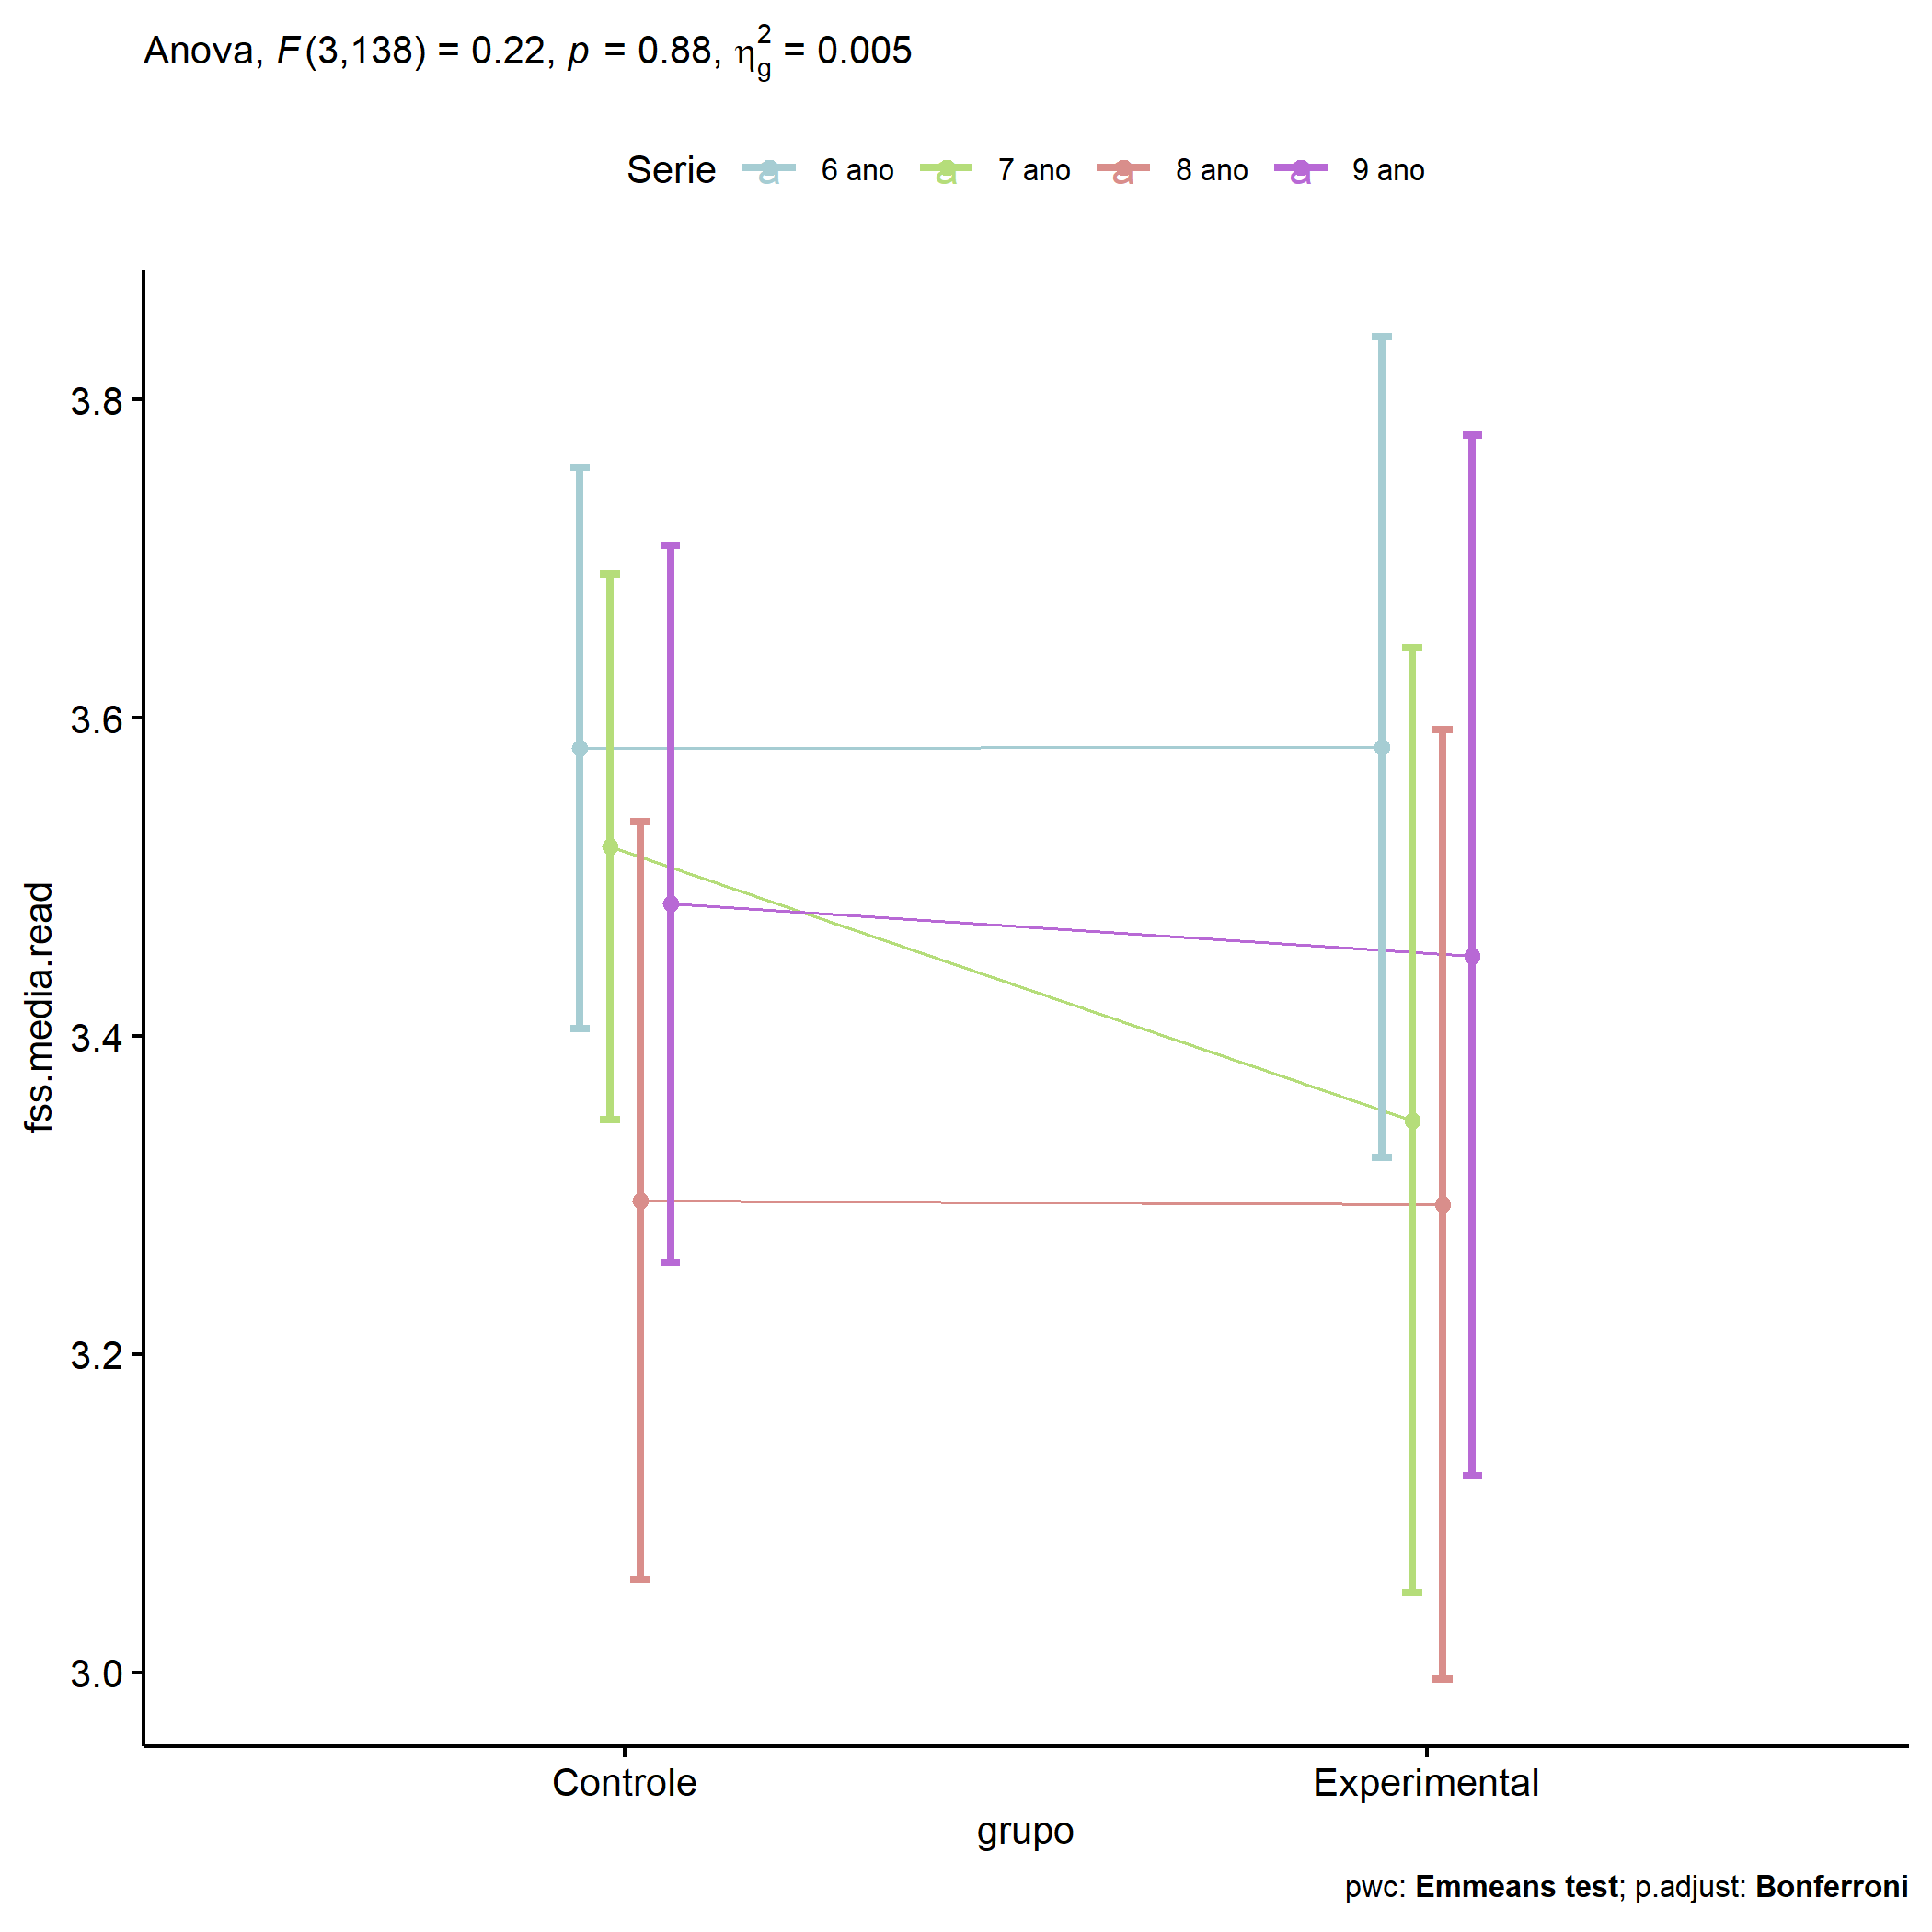 Anova, F(3,138) = 0.22, p = 0.88, η²g = 0.005
Serie a 6 ano a 7 ano a 8 ano a 9 ano
3.8
3.6
3.4
3.2
3.0
fss.media.read
Controle Experimental
grupo
pwc: Emmeans test; p.adjust: Bonferroni